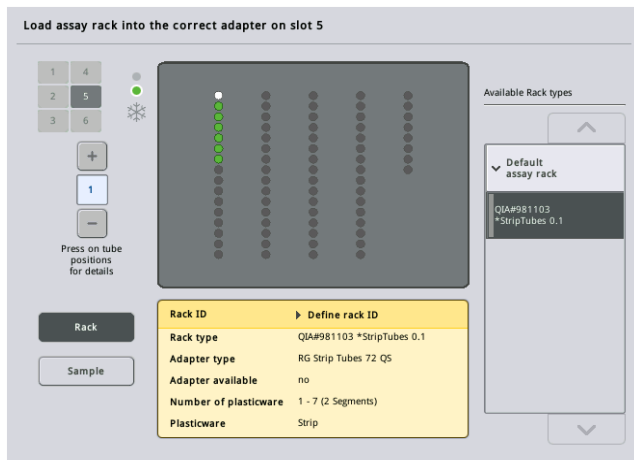 Load assay rack into the correct adapter on slot 5
1 4
2 5
3 6
+
1
−
Press on tube
positions
for details
Rack
Sample
Rack ID Define rack ID
Rack type QIA#981103 *StripTubes 0.1
Adapter type RG Strip Tubes 72 QS
Adapter available no
Number of plasticware 1 - 7 (2 Segments)
Plasticware Strip
Available Rack types
Default
assay rack
QIA#981103
*StripTubes 0.1